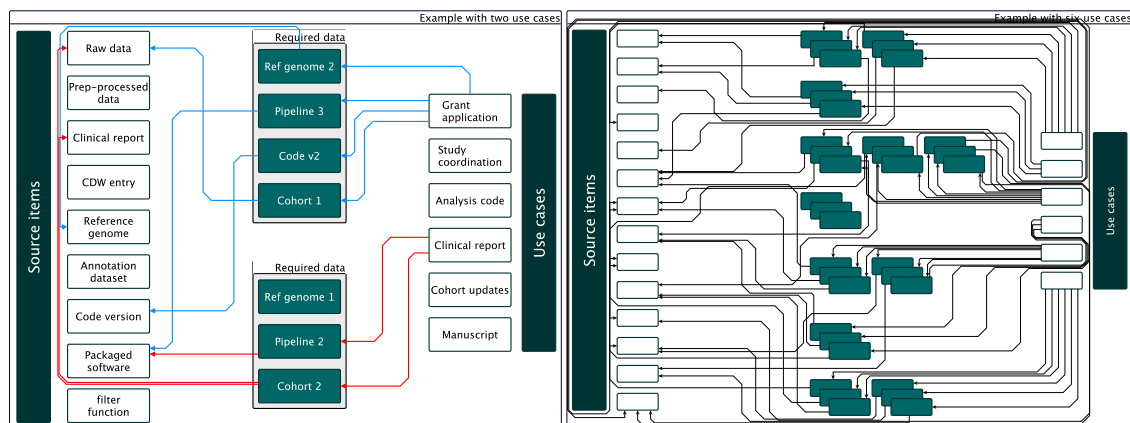 Example with two use cases
Source items
Raw data
Prep-processed
data
Clinical report
CDW entry
Reference
genome
Annotation
dataset
Code version
Packaged
software
filter
function
Required data
Ref genome 2
Pipeline 3
Code v2
Cohort 1
Required data
Ref genome 1
Pipeline 2
Cohort 2
Grant
application
Study
coordination
Analysis code
Clinical report
Cohort updates
Manuscript
Use cases
Example with six use cases
Source items
Use cases